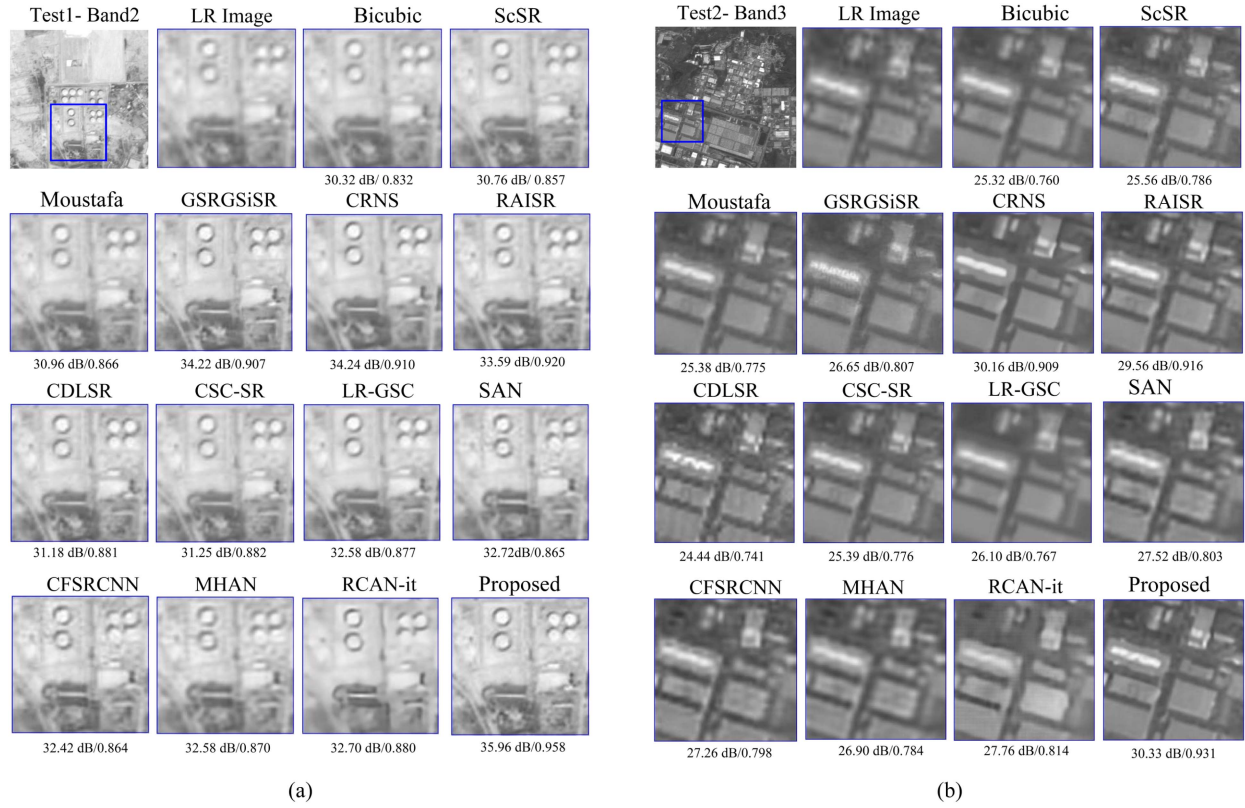 Test1- Band2 LR Image Bicubic ScSR
30.32 dB/ 0.832 30.76 dB/ 0.857
Moustafa GSRGSiSR CRNS RAISR
30.96 dB/0.866 34.22 dB/0.907 34.24 dB/0.910 33.59 dB/0.920
CDLSR CSC-SR LR-GSC SAN
31.18 dB/0.881 31.25 dB/0.882 32.58 dB/0.877 32.72dB/0.865
CFSRCNN MHAN RCAN-it Proposed
32.42 dB/0.864 32.58 dB/0.870 32.70 dB/0.880 35.96 dB/0.958
(a)
Test2- Band3 LR Image Bicubic ScSR
25.32 dB/0.760 25.56 dB/0.786
Moustafa GSRGSiSR CRNS RAISR
25.38 dB/0.775 26.65 dB/0.807 30.16 dB/0.909 29.56 dB/0.916
CDLSR CSC-SR LR-GSC SAN
24.44 dB/0.741 25.39 dB/0.776 26.10 dB/0.767 27.52 dB/0.803
CFSRCNN MHAN RCAN-it Proposed
27.26 dB/0.798 26.90 dB/0.784 27.76 dB/0.814 30.33 dB/0.931
(b)